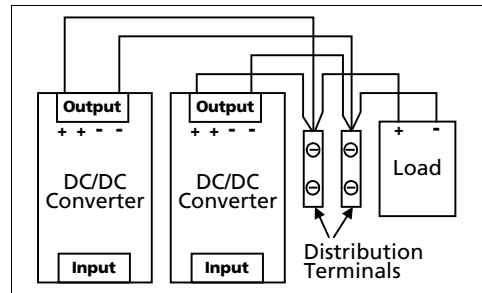 Output
+ + - -
DC/DC
Converter
Input
Output
+ + - -
DC/DC
Converter
Input
+ -
Load
Distribution
Terminals